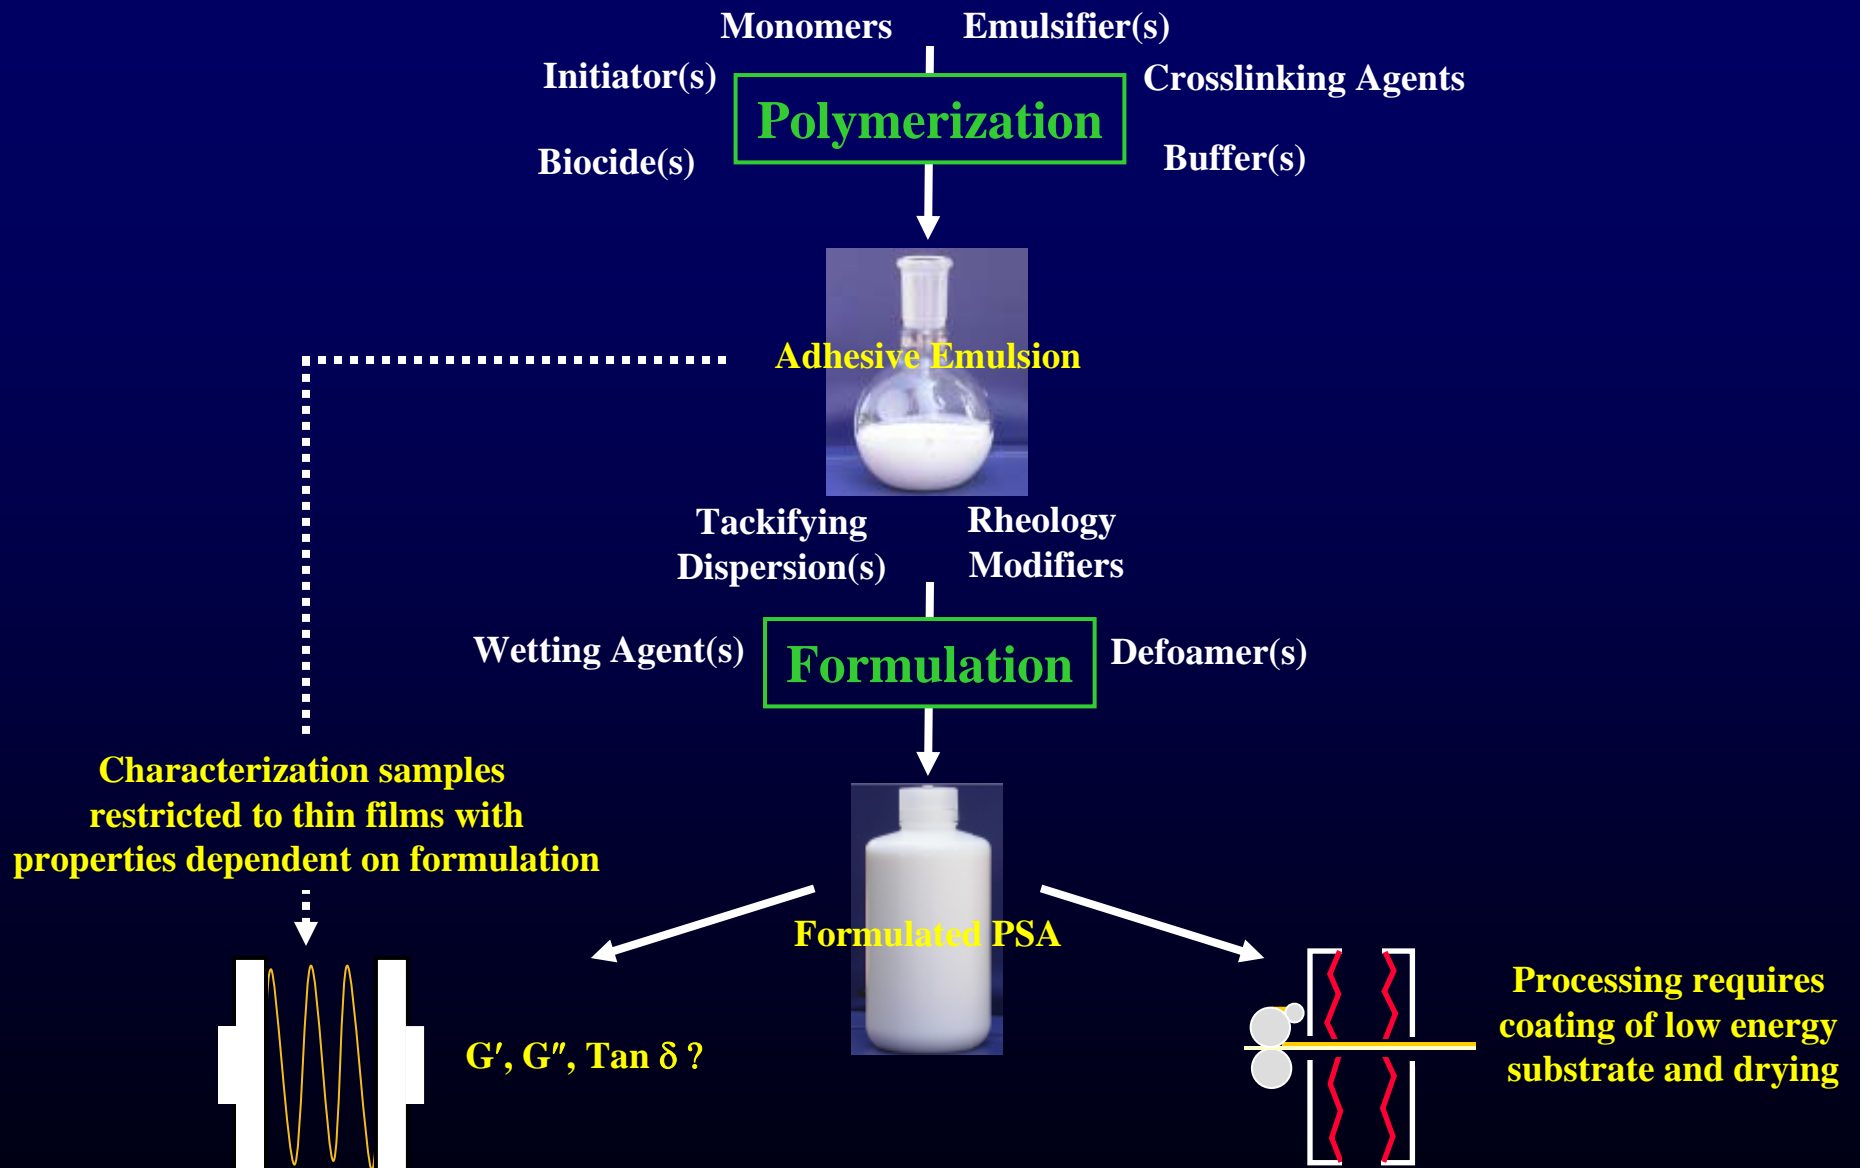 Monomers
Emulsifier(s)
Initiator(s)
Crosslinking Agents
Polymerization
Biocide(s)
Buffer(s)
Adhesive Emulsion
Tackifying
Dispersion(s)
Rheology
Modifiers
Wetting Agent(s)
Formulation
Defoamer(s)
Characterization samples
restricted to thin films with
properties dependent on formulation
Formulated PSA
G′, G″, Tan δ ?
Processing requires
coating of low energy
substrate and drying